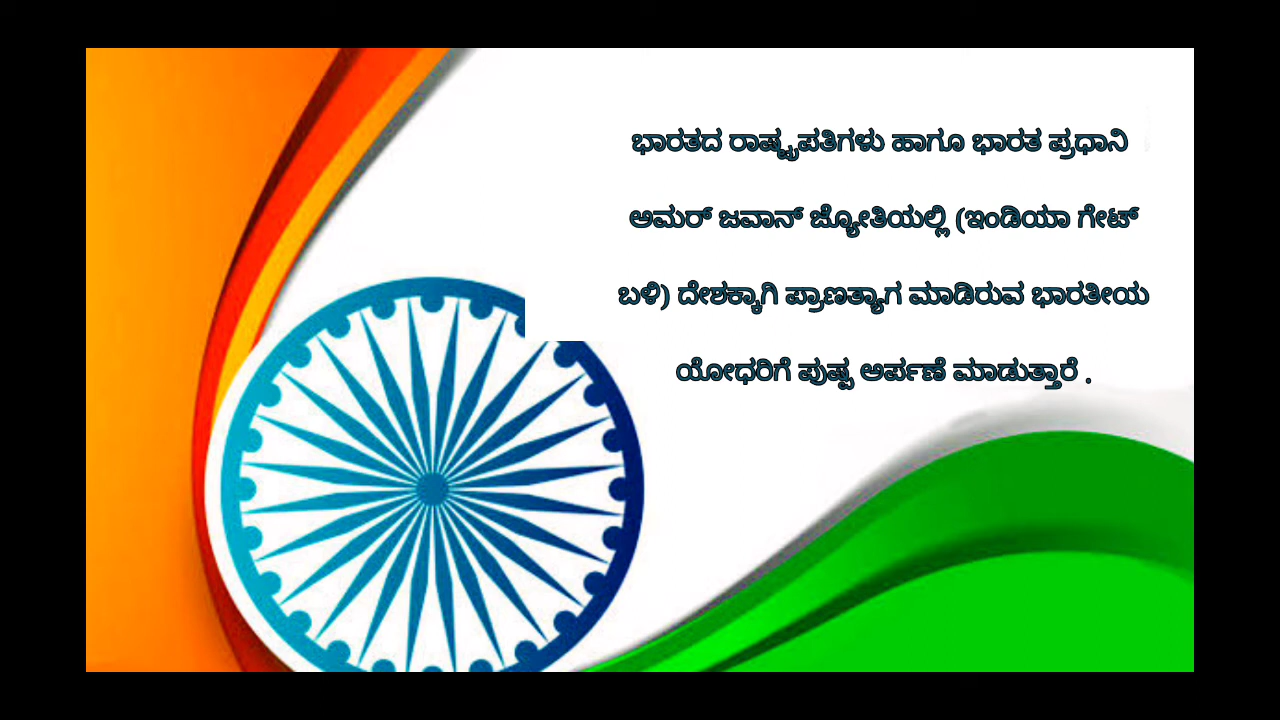 ಭಾರತದ ರಾಷ್ಟ್ರಪತಿಗಳು ಹಾಗೂ ಭಾರತ ಪ್ರಧಾನಿ
ಅಮರ್ ಜವಾನ್ ಜ್ಯೋತಿಯಲ್ಲಿ (ಇಂಡಿಯಾ ಗೇಟ್
ಬಳಿ) ದೇಶಕ್ಕಾಗಿ ಪ್ರಾಣತ್ಯಾಗ ಮಾಡಿರುವ ಭಾರತೀಯ
ಯೋಧರಿಗೆ ಪುಷ್ಪ ಅರ್ಪಣೆ ಮಾಡುತ್ತಾರೆ .